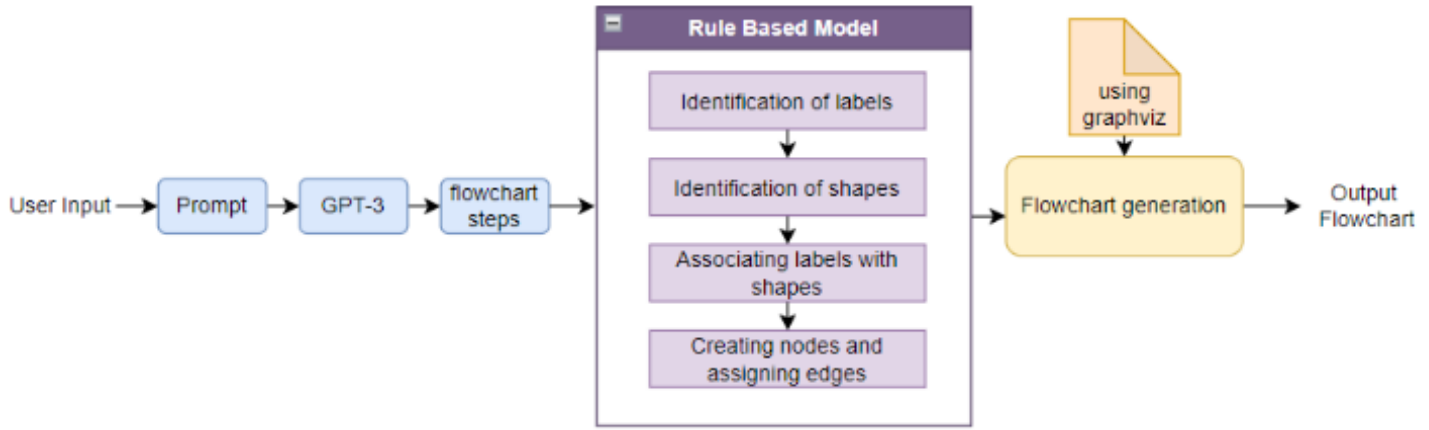 Rule Based Model
Identification of labels
Identification of shapes
Associating labels with
shapes
Creating nodes and
assigning edges
User Input
Prompt
GPT-3
flowchart
steps
using
graphviz
Flowchart generation
Output
Flowchart